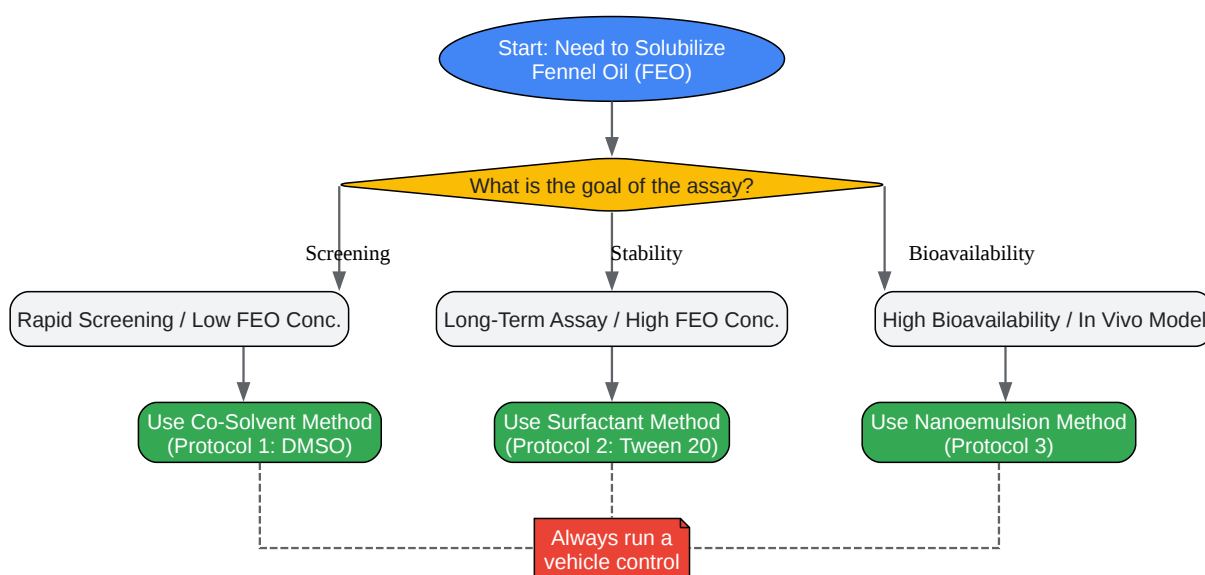 Start: Need to Solubilize
Fennel Oil (FEO)
What is the goal of the assay?
Screening
Stability
Bioavailability
Rapid Screening / Low FEO Conc.
Long-Term Assay / High FEO Conc.
High Bioavailability / In Vivo Model
Use Co-Solvent Method
(Protocol 1: DMSO)
Use Surfactant Method
(Protocol 2: Tween 20)
Use Nanoemulsion Method
(Protocol 3)
Always run a
vehicle control